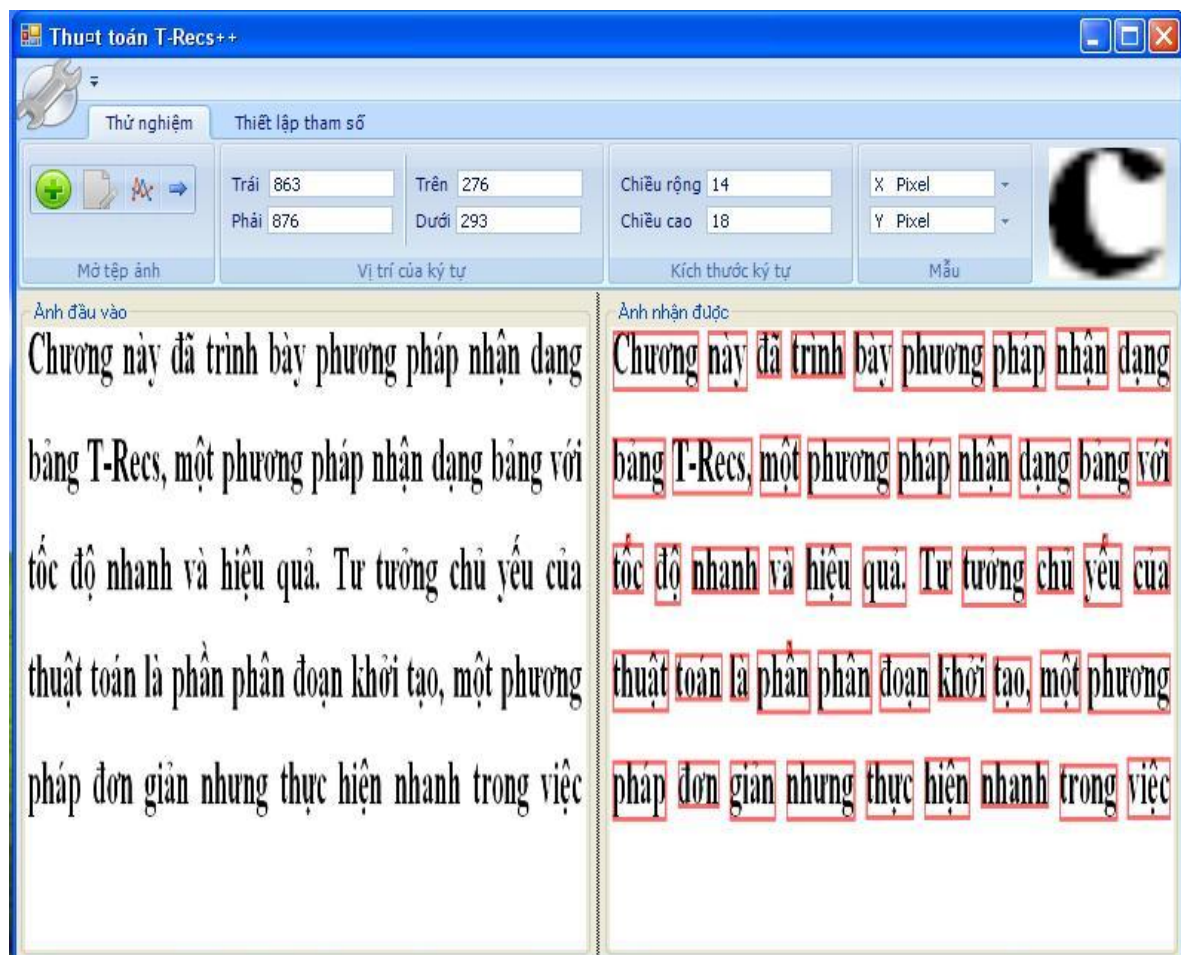 Thu¤t toán T-Recs++
Thử nghiệm Thiết lập tham số
Trái 863 Trên 276 Chiều rộng 14 X Pixel
Phải 876 Dưới 293 Chiều cao 18 Y Pixel
C
Mở tệp ảnh Vị trí của ký tự Kích thước ký tự Mẫu
Ảnh đầu vào
Chương này đã trình bày phương pháp nhận dạng
bảng T-Recs, một phương pháp nhận dạng bảng với
tốc độ nhanh và hiệu quả. Tư tưởng chủ yếu của
thuật toán là phần phân đoạn khởi tạo, một phương
pháp đơn giản nhưng thực hiện nhanh trong việc
Ảnh nhận được
Chương này đã trình bày phương pháp nhận dạng
bảng T-Recs, một phương pháp nhận dạng bảng với
tốc độ nhanh và hiệu quả. Tư tưởng chủ yếu của
thuật toán là phần phân đoạn khởi tạo, một phương
pháp đơn giản nhưng thực hiện nhanh trong việc